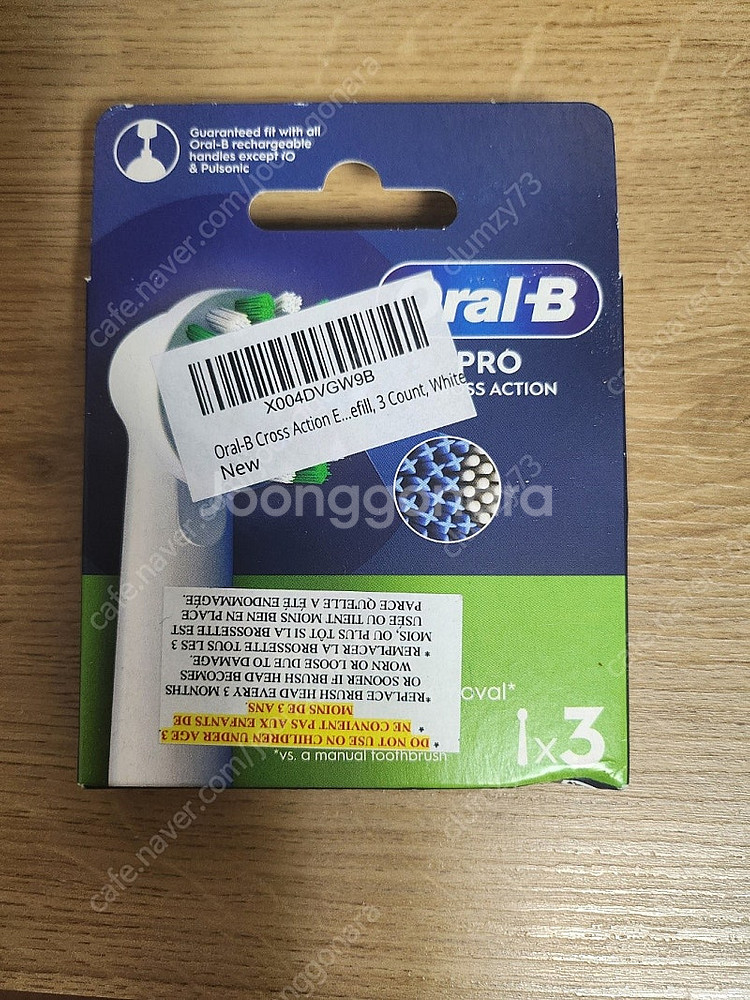 Guaranteed fit with all
Oral-B rechargeable
handles except iO
& Pulsonic
Oral-B
PRO
SS ACTION
X004DVGW9B
Oral-B Cross Action E...efill, 3 Count, White
New
* DO NOT USE ON CHILDREN UNDER AGE 3
* NE CONVIENT PAS AUX ENFANTS DE
MOINS DE 3 ANS.
*REPLACE BRUSH HEAD EVERY 3 MONTHS
OR SOONER IF BRUSH HEAD BECOMES
WORN OR LOOSE DUE TO DAMAGE.
* REMPLACER LA BROSSETTE TOUS LES 3
MOIS, OU PLUS TÔT SI LA BROSSETTE EST
USÉE OU TIENT MOINS BIEN EN PLACE
PARCE QU'ELLE A ÉTÉ ENDOMMAGÉE.
oval*
x3
*vs. a manual toothbrush
joonggonara
cafe.naver.com/joonggonara
clumzy73